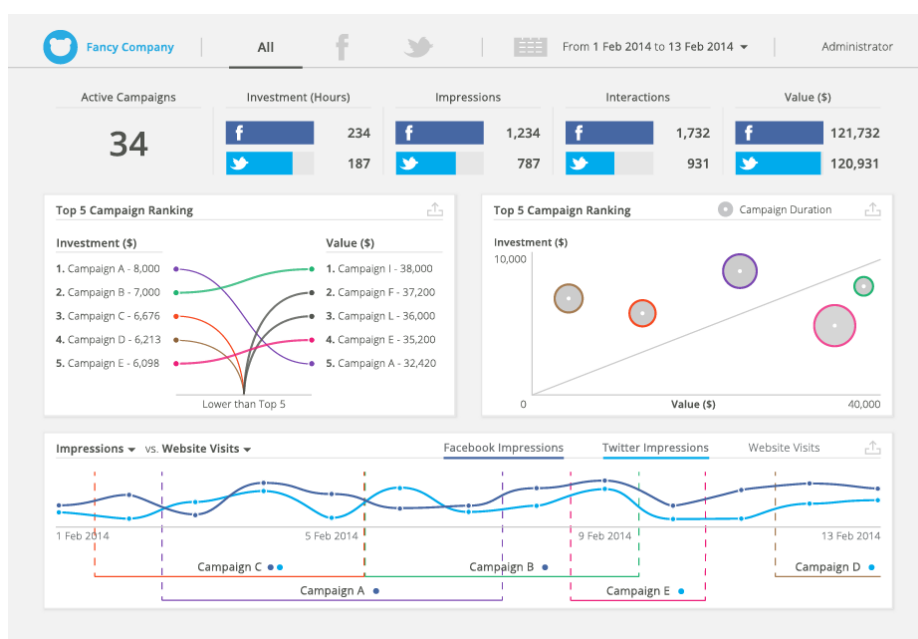 Fancy Company
All
From 1 Feb 2014 to 13 Feb 2014
Administrator
Active Campaigns
34
Investment (Hours)
234
187
Impressions
1,234
787
Interactions
1,732
931
Value ($)
121,732
120,931
Top 5 Campaign Ranking
Investment ($)
1. Campaign A - 8,000
2. Campaign B - 7,000
3. Campaign C - 6,676
4. Campaign D - 6,213
5. Campaign E - 6,098
Value ($)
1. Campaign I - 38,000
2. Campaign F - 37,200
3. Campaign L - 36,000
4. Campaign E - 35,200
5. Campaign A - 32,420
Lower than Top 5
Top 5 Campaign Ranking
Campaign Duration
Investment ($)
10,000
0
Value ($)
40,000
Impressions vs. Website Visits
Facebook Impressions
Twitter Impressions
Website Visits
1 Feb 2014
5 Feb 2014
9 Feb 2014
13 Feb 2014
Campaign C
Campaign B
Campaign D
Campaign A
Campaign E